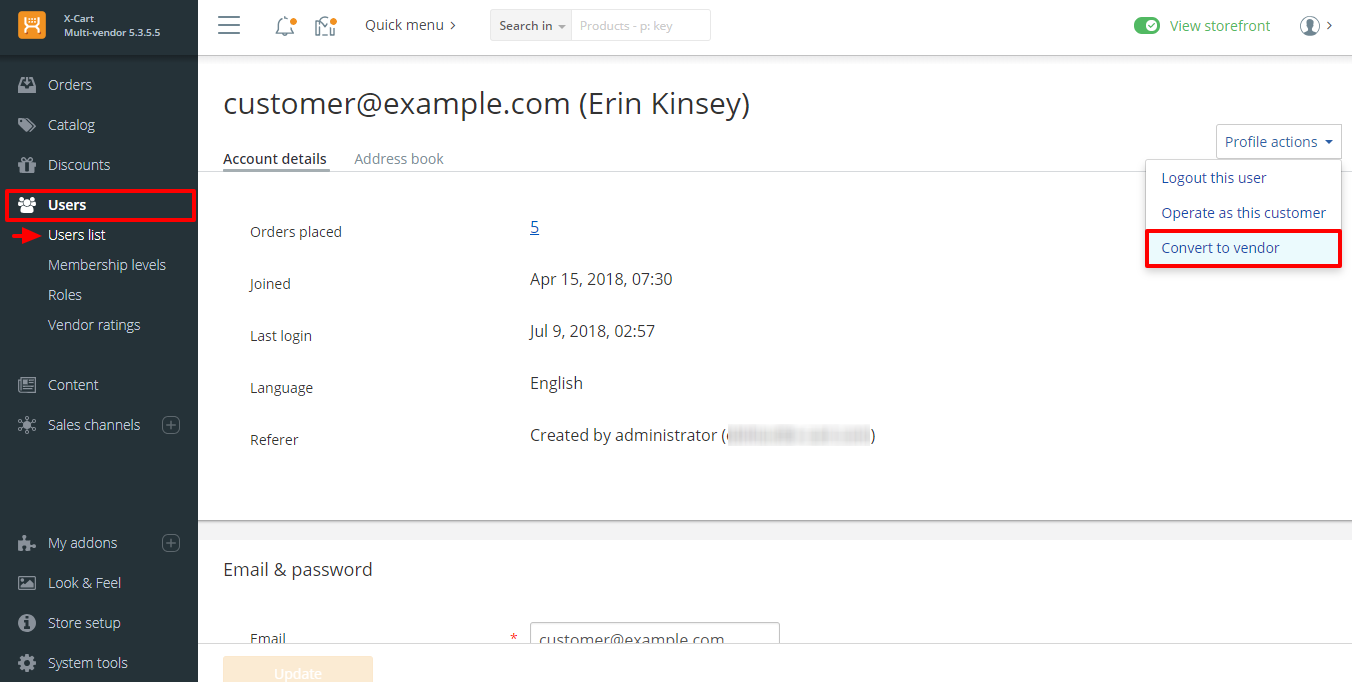 X-Cart
Multi-vendor 5.3.5.5
Quick menu
Search in
Products - p: key
View storefront
Orders
Catalog
Discounts
Users
Users list
Membership levels
Roles
Vendor ratings
Content
Sales channels
My addons
Look & Feel
Store setup
System tools
customer@example.com (Erin Kinsey)
Profile actions
Account details Address book
Logout this user
Operate as this customer
Convert to vendor
Orders placed 5
Joined Apr 15, 2018, 07:30
Last login Jul 9, 2018, 02:57
Language English
Referer Created by administrator ( )
Email & password
Email * customer@example.com
Update